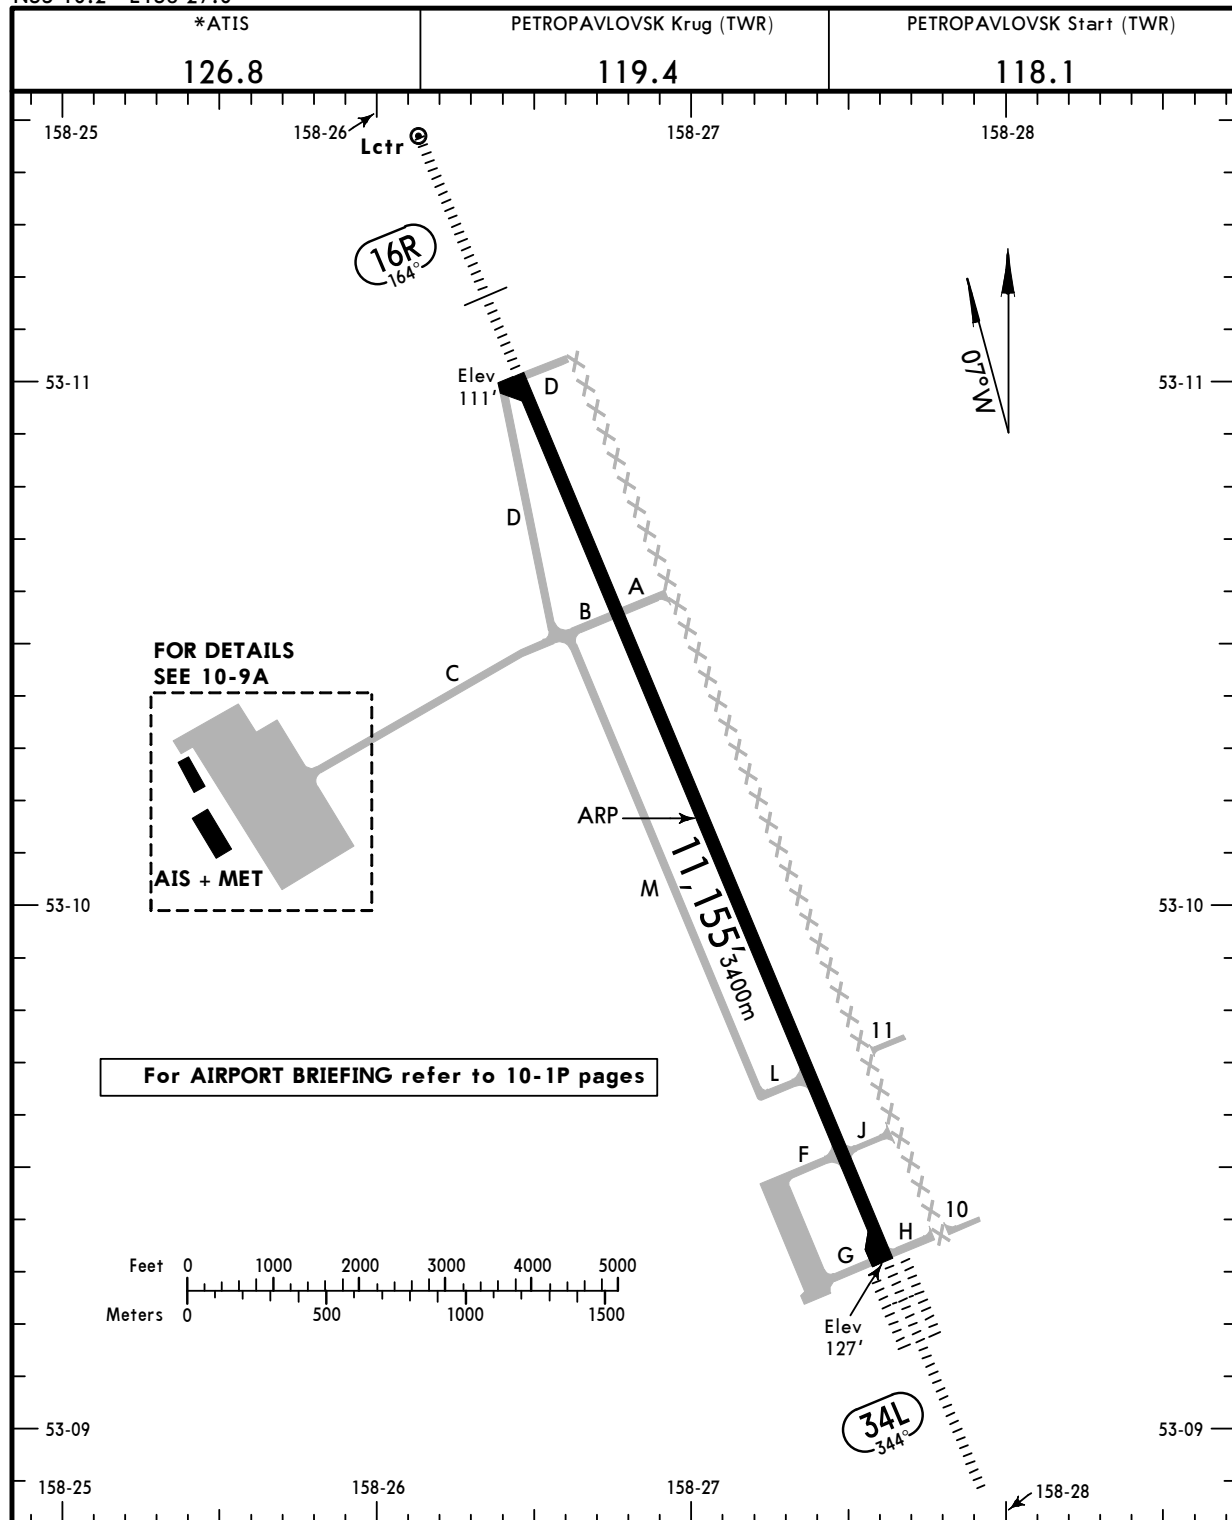 *ATIS
126.8
PETROPAVLOVSK Krug (TWR)
119.4
PETROPAVLOVSK Start (TWR)
118.1
158-25
158-26
158-27
158-28
Lctr
16R
164°
07°W
53-11
53-11
Elev
111'
D
D
A
B
C
FOR DETAILS
SEE 10-9A
AIS + MET
ARP
11,155'
3400m
M
53-10
53-10
11
L
For AIRPORT BRIEFING refer to 10-1P pages
J
F
10
H
G
Feet 0 1000 2000 3000 4000 5000
Meters 0 500 1000 1500
Elev
127'
34L
344°
53-09
53-09
158-25
158-26
158-27
158-28